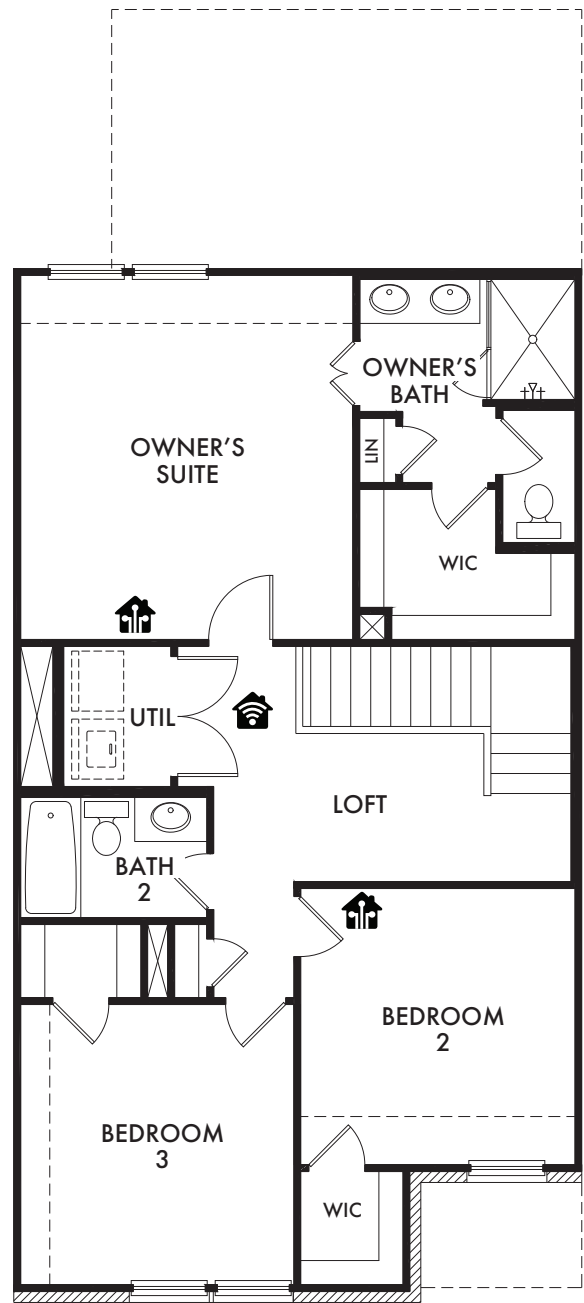 OWNER'S
BATH
OWNER'S
SUITE
LIN
WIC
UTIL
LOFT
BATH
2
BEDROOM
2
BEDROOM
3
WIC